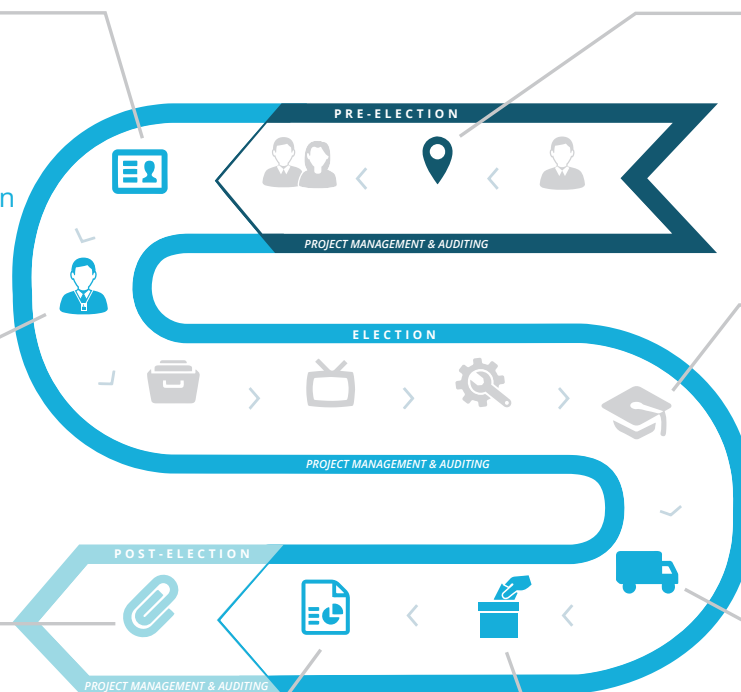 PRE-ELECTION
n
PROJECT MANAGEMENT & AUDITING
ELECTION
PROJECT MANAGEMENT & AUDITING
POST-ELECTION
PROJECT MANAGEMENT & AUDITING